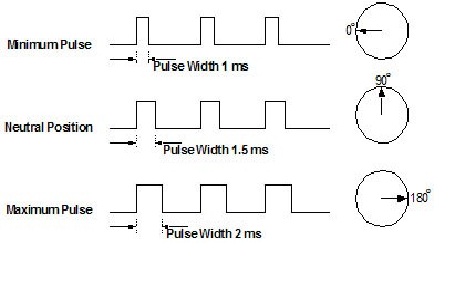 Minimum Pulse
0°
Pulse Width 1 ms
90°
Neutral Position
Pulse Width 1.5 ms
Maximum Pulse
180°
Pulse Width 2 ms